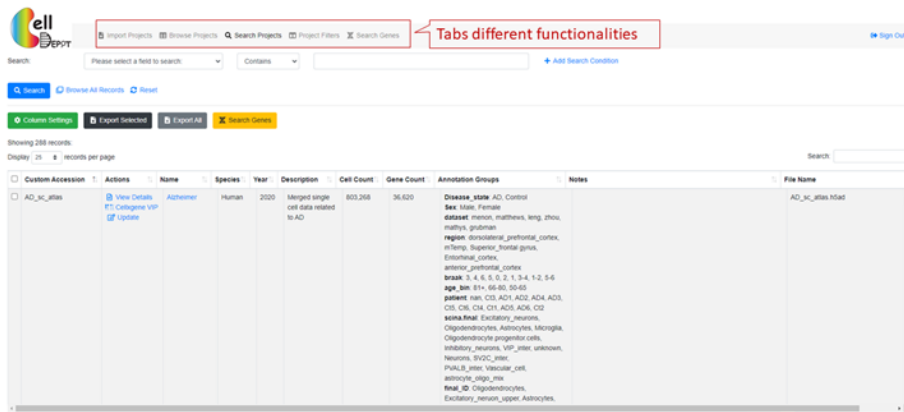 Cell
DEPOT
Import Projects Browse Projects Search Projects Project Filters Search Genes
Tabs different functionalities
Sign Out
Search: Please select a field to search: Contains + Add Search Condition
Search Browse All Records Reset
Column Settings Export Selected Export All Search Genes
Showing 288 records:
Display 25 records per page
Search
Custom Accession Actions Name Species Year Description Cell Count Gene Count Annotation Groups Notes File Name
AD_sc_atlas View Details Alzheimer Human 2020 Merged single 803,268 36,620 Disease_state: AD, Control AD_sc_atlas.h5ad
Cellxgene VIP cell data related Sex: Male, Female
Update to AD dataset: menon, matthews, leng, zhou,
mathys, grubman
region: dorsolateral_prefrontal_cortex,
mTemp, Superior_frontal gyrus,
Entorhinal_cortex,
anterior_prefrontal_cortex
braak: 3, 4, 6, 5, 0, 2, 1, 3-4, 1-2, 5-6
age_bin: 81+, 66-80, 50-65
patient: nan, Ct3, AD1, AD2, AD4, AD3,
Ct5, Ct6, Ct4, Ct1, AD5, AD6, Ct2
scina.final: Excitatory_neurons,
Oligodendrocytes, Astrocytes, Microglia,
Oligodendrocyte.progenitor.cells,
Inhibitory_neurons, VIP_inter, unknown,
Neurons, SV2C_inter,
PVALB_inter, Vascular_cell,
astrocyte_oligo_mix
final_ID: Oligodendrocytes,
Excitatory_neruon_upper, Astrocytes,